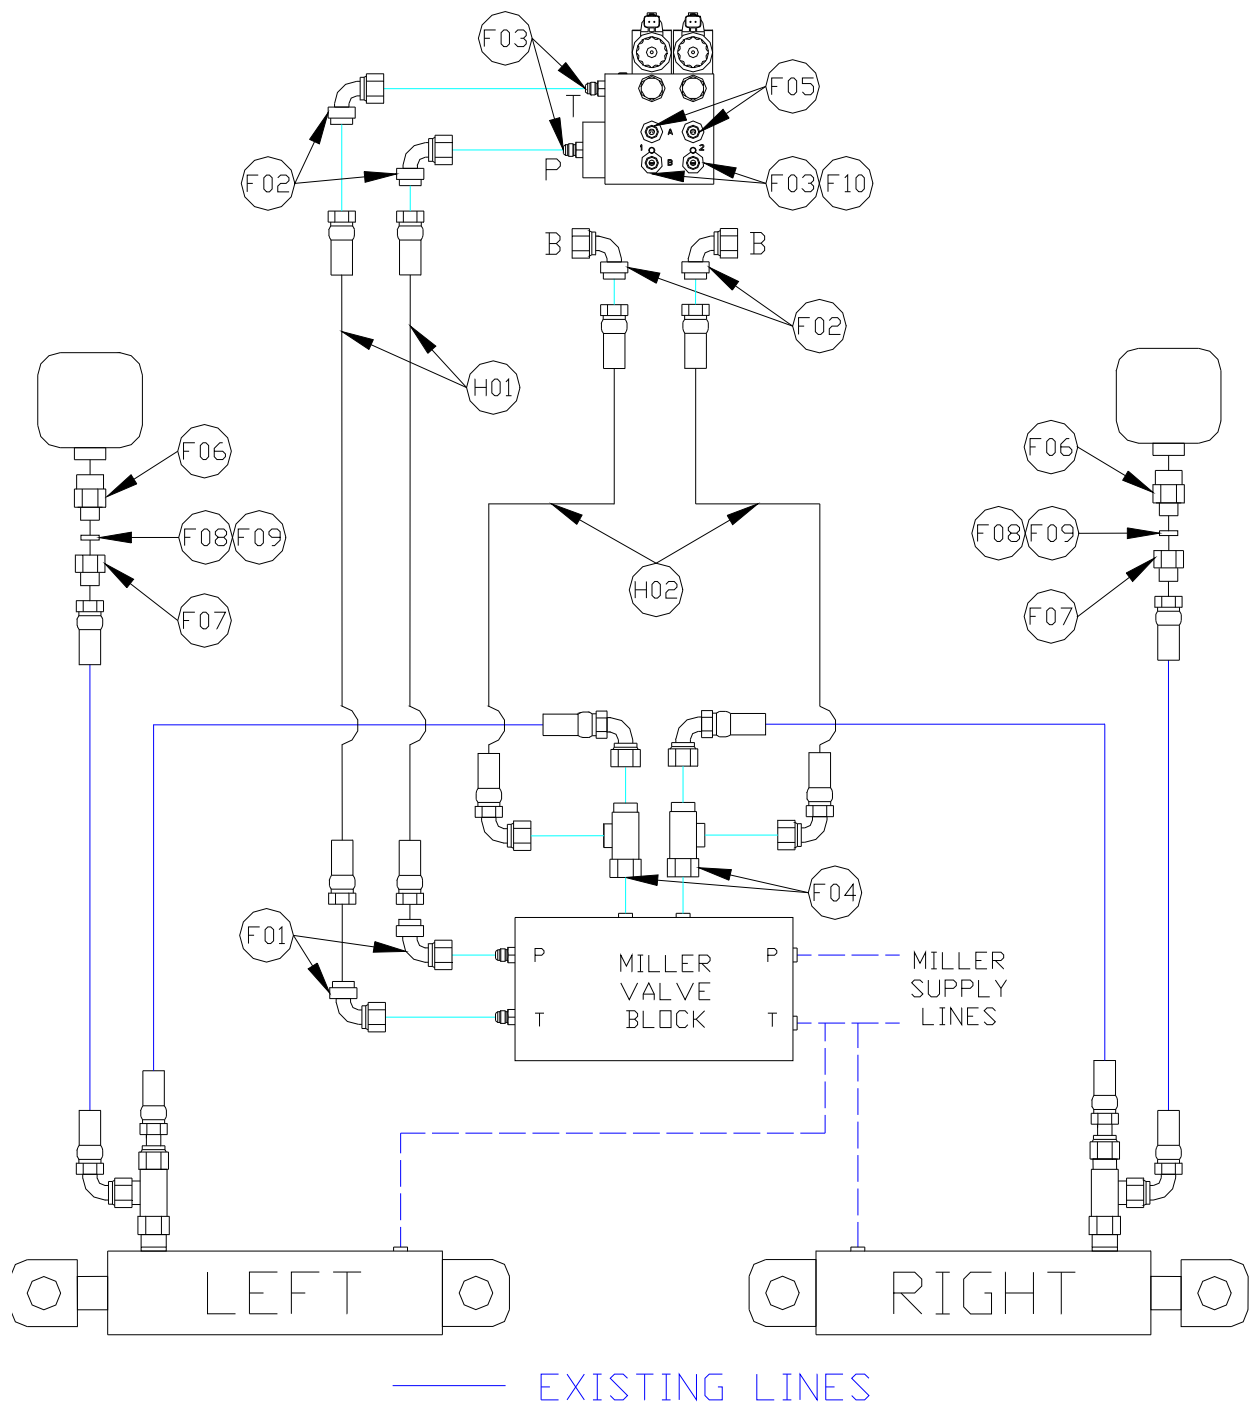 F03
T
P
F05
A
1 2
B
F03 F10
F02
B B
F02
H01
F06
F06
F08 F09
F08 F09
H02
F07
F07
F04
F01
P
T
MILLER
VALVE
BLOCK
P
T
MILLER
SUPPLY
LINES
LEFT
RIGHT
EXISTING LINES